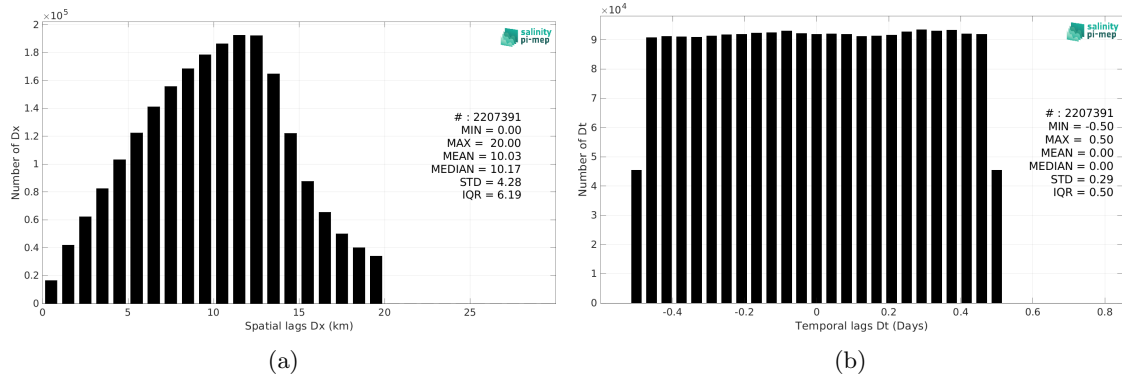 ×10⁵
2
1.8
1.6
1.4
1.2
1
0.8
0.6
0.4
0.2
0
Number of Dx
salinity
pi-mep
# : 2207391
MIN = 0.00
MAX = 20.00
MEAN = 10.03
MEDIAN = 10.17
STD = 4.28
IQR = 6.19
0 5 10 15 20 25
Spatial lags Dx (km)
(a)
×10⁴
9
8
7
6
5
4
3
2
1
0
Number of Dt
salinity
pi-mep
# : 2207391
MIN = -0.50
MAX = 0.50
MEAN = 0.00
MEDIAN = 0.00
STD = 0.29
IQR = 0.50
-0.4 -0.2 0 0.2 0.4 0.6 0.8
Temporal lags Dt (Days)
(b)